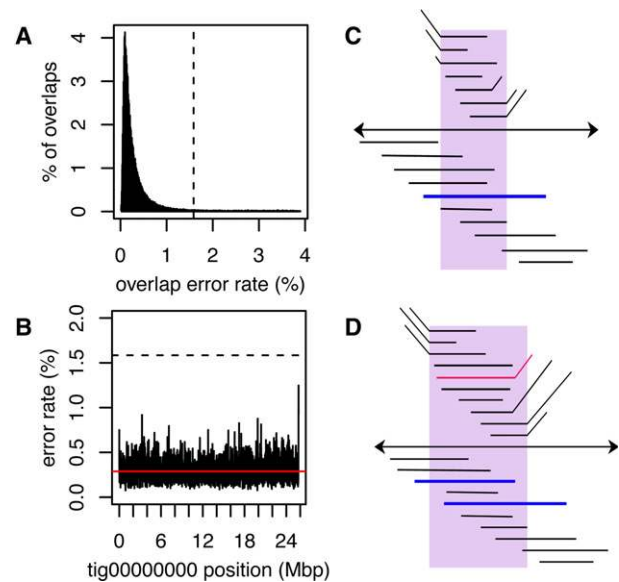 A
% of overlaps
4
3
2
1
0
0 1 2 3 4
overlap error rate (%)
B
error rate (%)
2.0
1.5
1.0
0.5
0.0
0 6 12 18 24
tig00000000 position (Mbp)
C
D